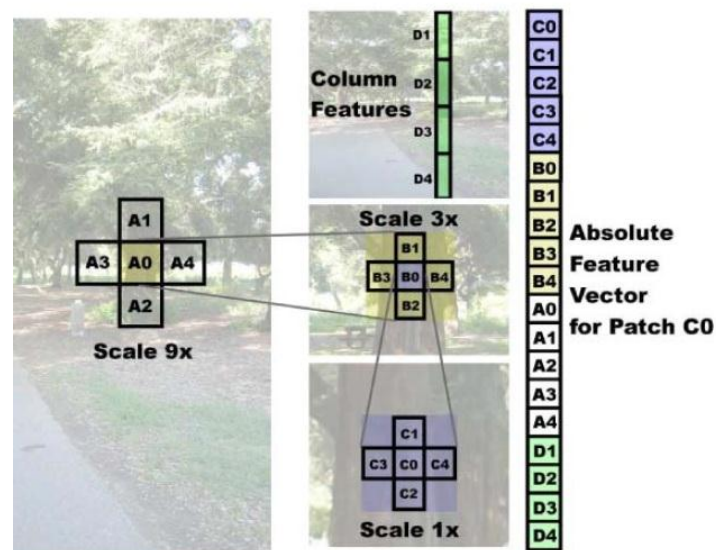 A1
A3 A0 A4
A2
Scale 9x
Column
Features
D1
D2
D3
D4
Scale 3x
B1
B3 B0 B4
B2
C1
C3 C0 C4
C2
Scale 1x
C0
C1
C2
C3
C4
B0
B1
B2
B3
B4
A0
A1
A2
A3
A4
D1
D2
D3
D4
Absolute
Feature
Vector
for Patch C0